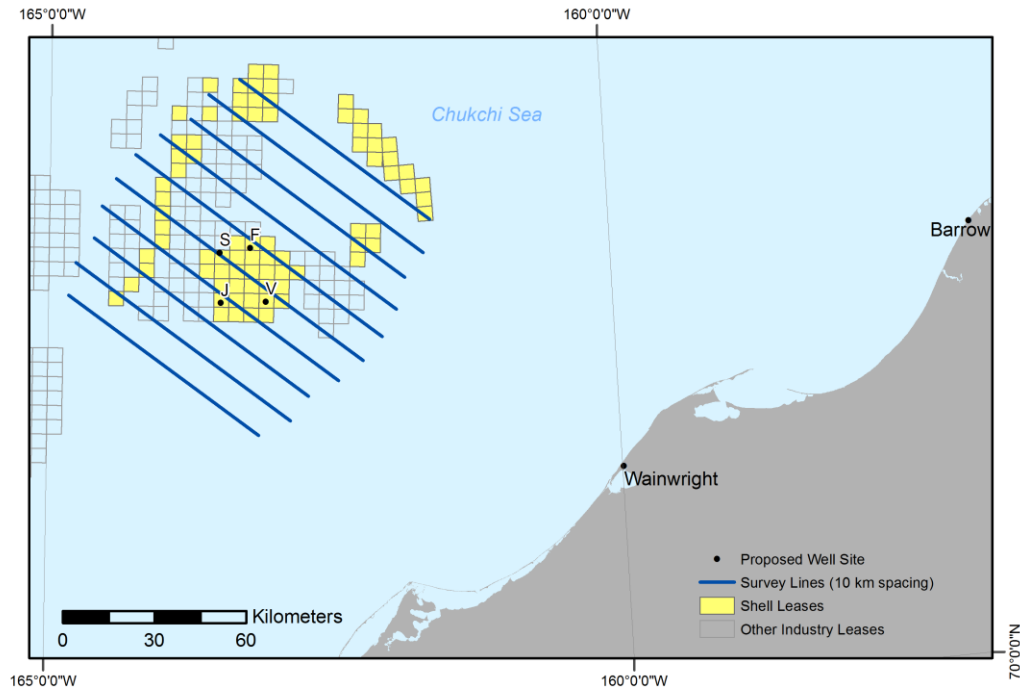 165°0'0"W 160°0'0"W
Chukchi Sea
Barrow
S F
J V
Wainwright
Proposed Well Site
Survey Lines (10 km spacing)
Shell Leases
Other Industry Leases
Kilometers
0 30 60
165°0'0"W 160°0'0"W
70°0'0"N